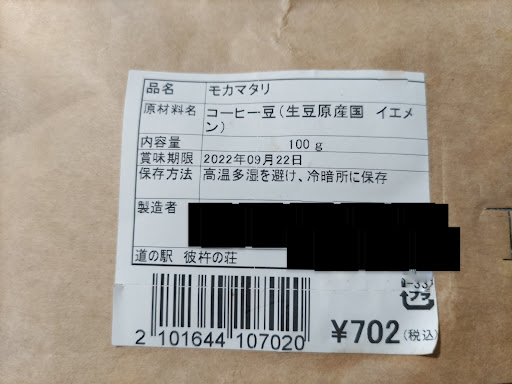 品名 モカマタリ
原材料名 コーヒー豆(生豆原産国 イエメ
ン)
内容量 100g
賞味期限 2022年09月22日
保存方法 高温多湿を避け、冷暗所に保存
製造者
道の駅 彼杵の荘
プラ
2 101644 107020
¥702(税込)